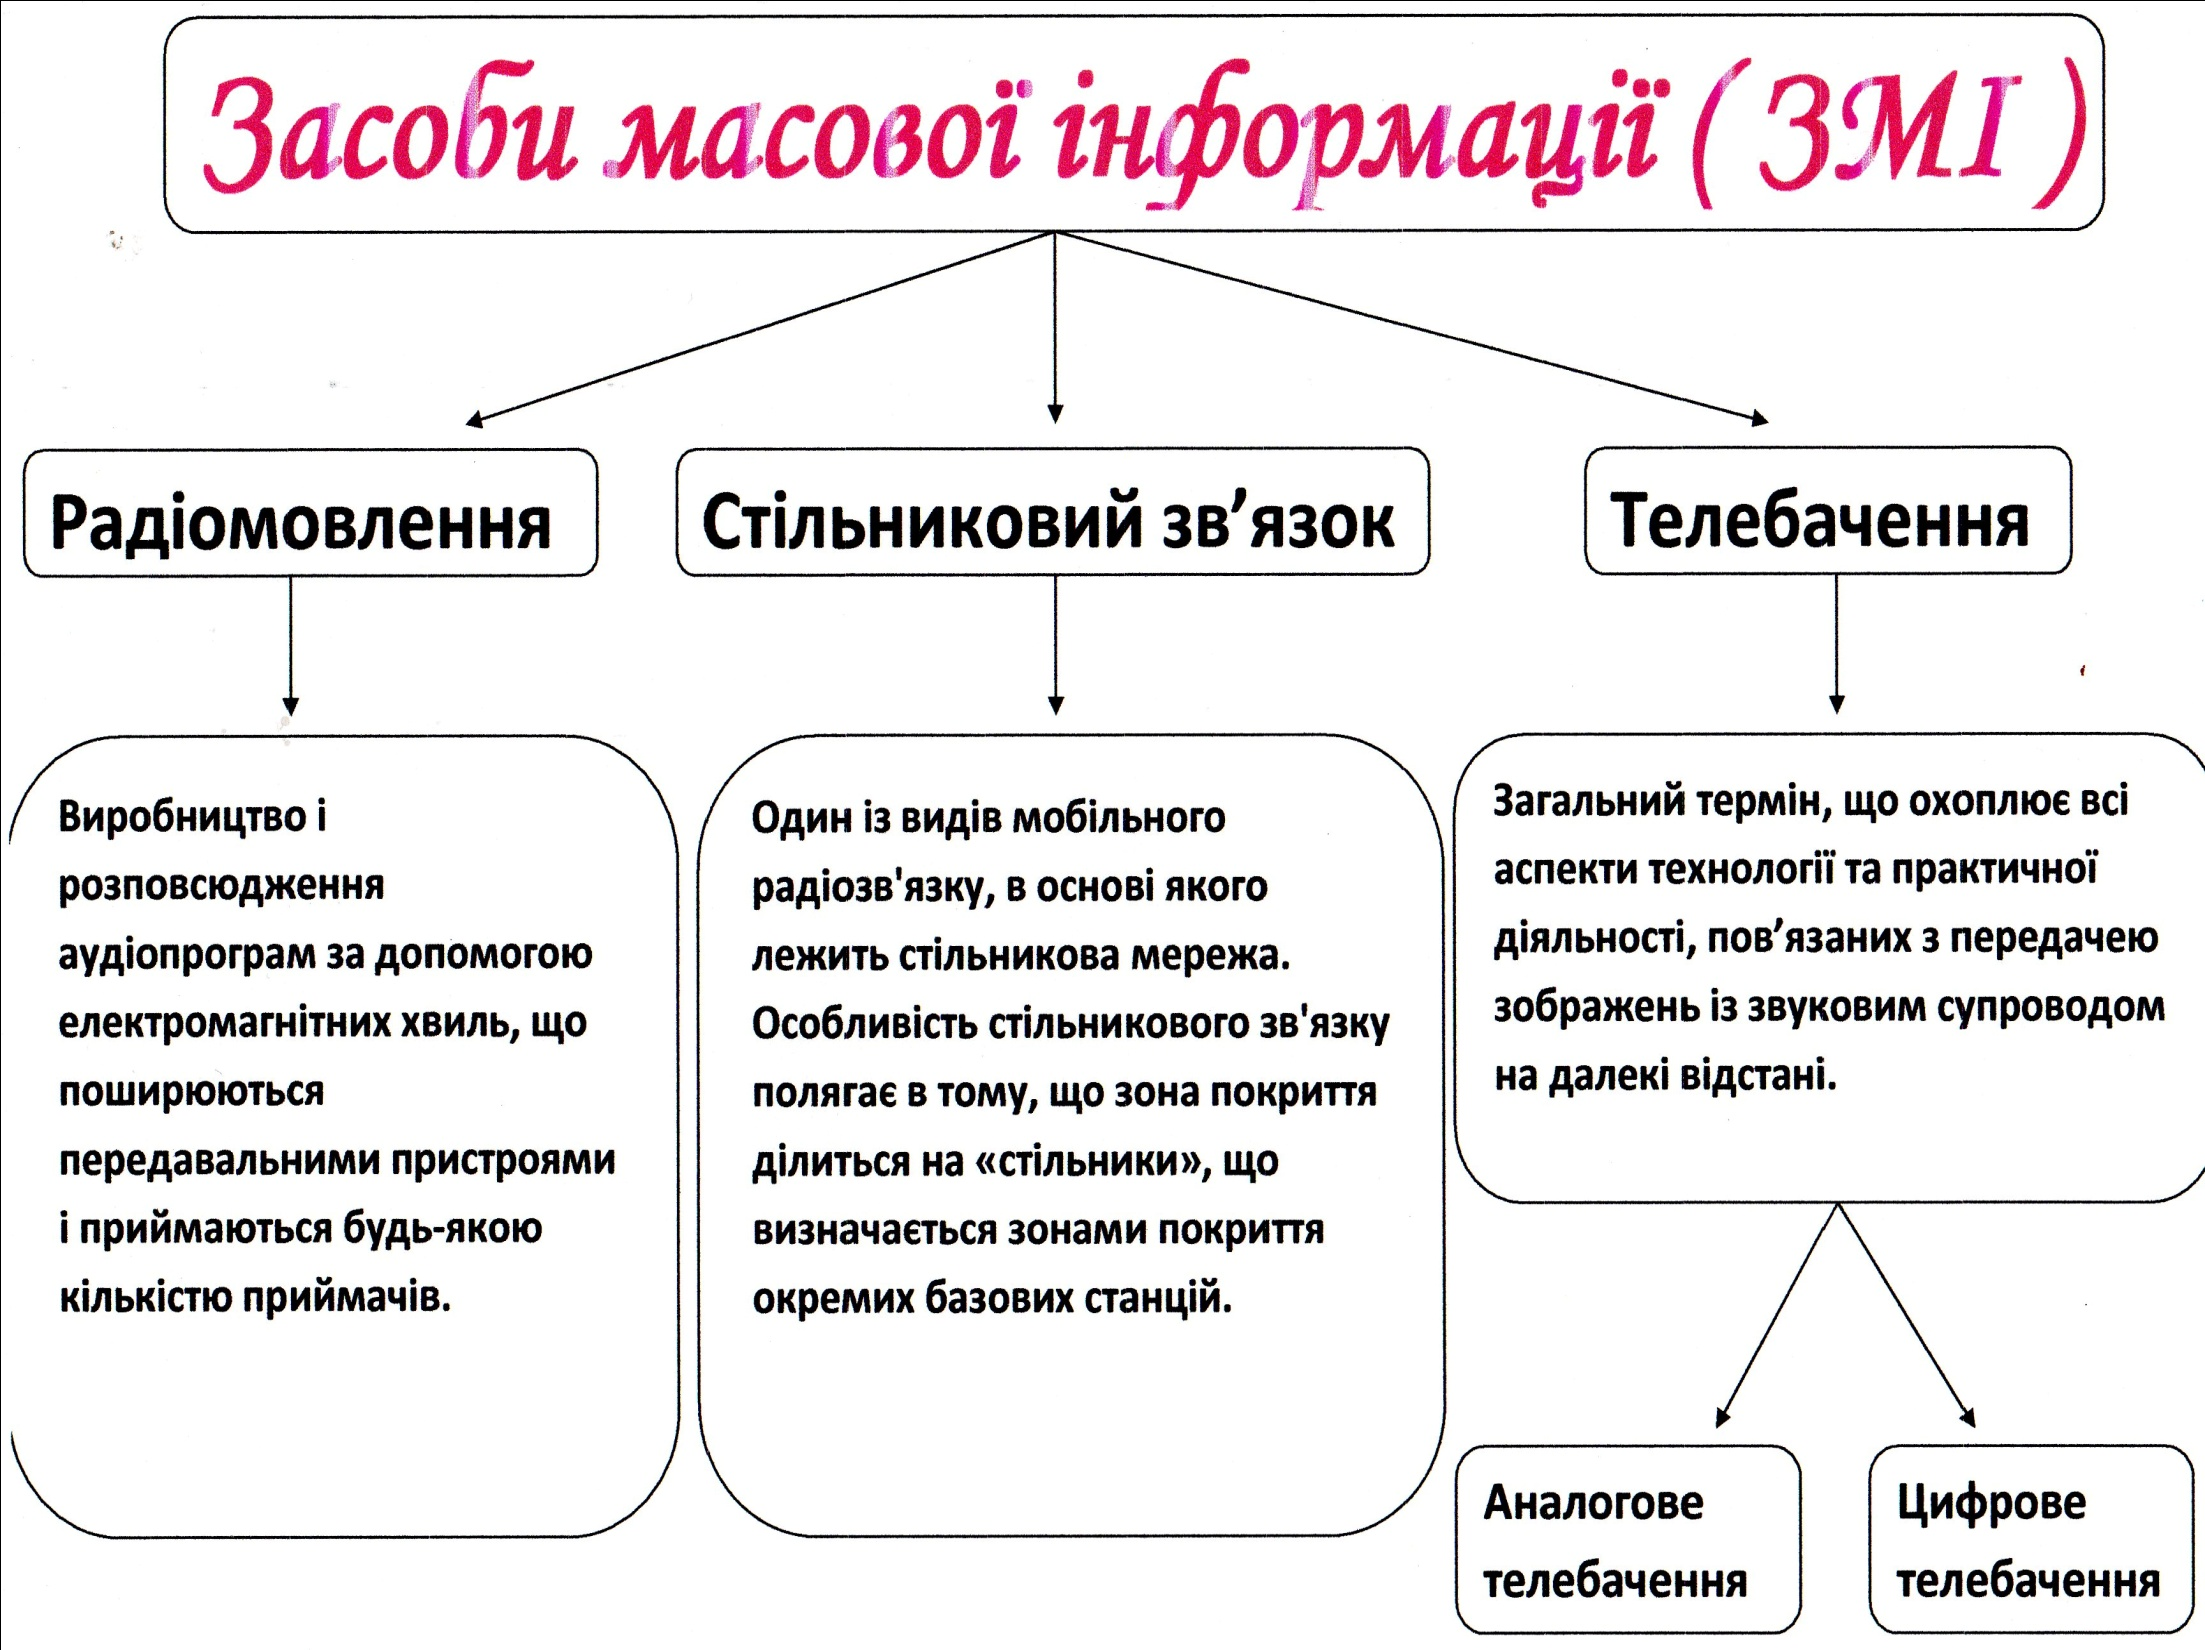 Засоби масової інформації ( ЗМІ )
Радіомовлення
Стільниковий зв’язок
Телебачення
Виробництво і
розповсюдження
аудіопрограм за допомогою
електромагнітних хвиль, що
поширюються
передавальними пристроями
і приймаються будь-якою
кількістю приймачів.
Один із видів мобільного
радіозв'язку, в основі якого
лежить стільникова мережа.
Особливість стільникового зв'язку
полягає в тому, що зона покриття
ділиться на «стільники», що
визначається зонами покриття
окремих базових станцій.
Загальний термін, що охоплює всі
аспекти технології та практичної
діяльності, пов’язаних з передачею
зображень із звуковим супроводом
на далекі відстані.
Аналогове
телебачення
Цифрове
телебачення